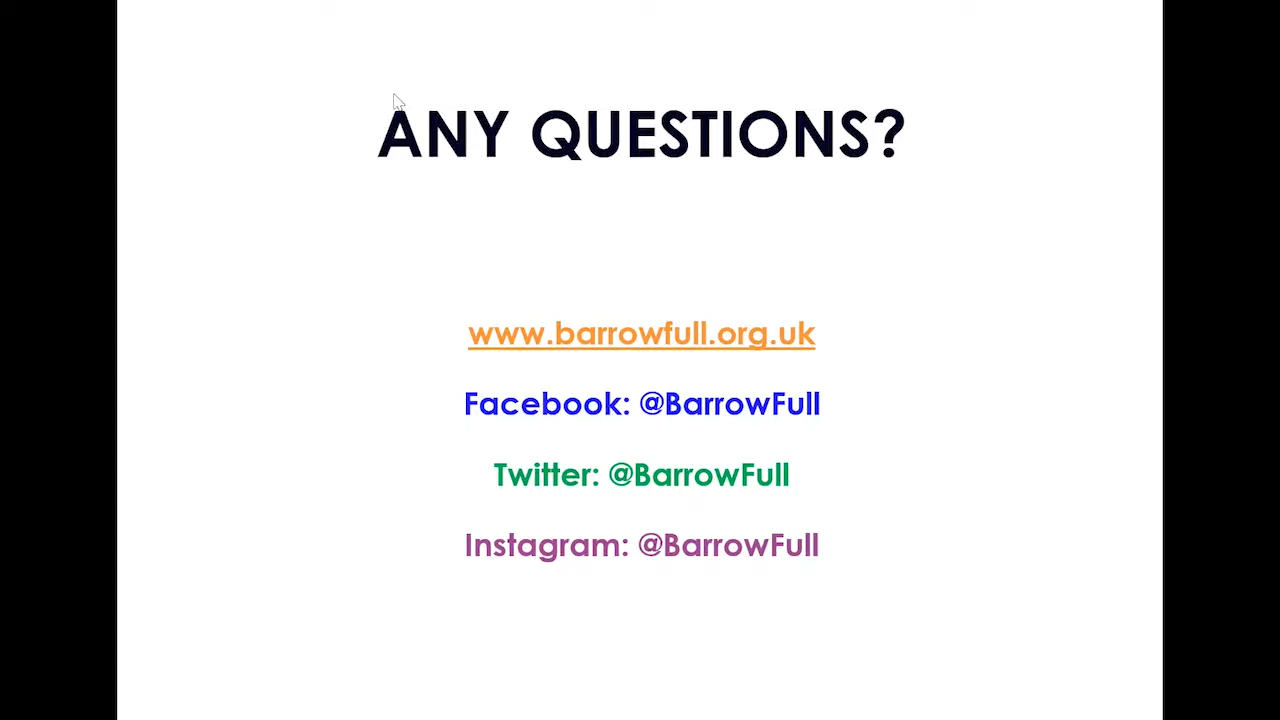 ANY QUESTIONS?
www.barrowfull.org.uk
Facebook: @BarrowFull
Twitter: @BarrowFull
Instagram: @BarrowFull